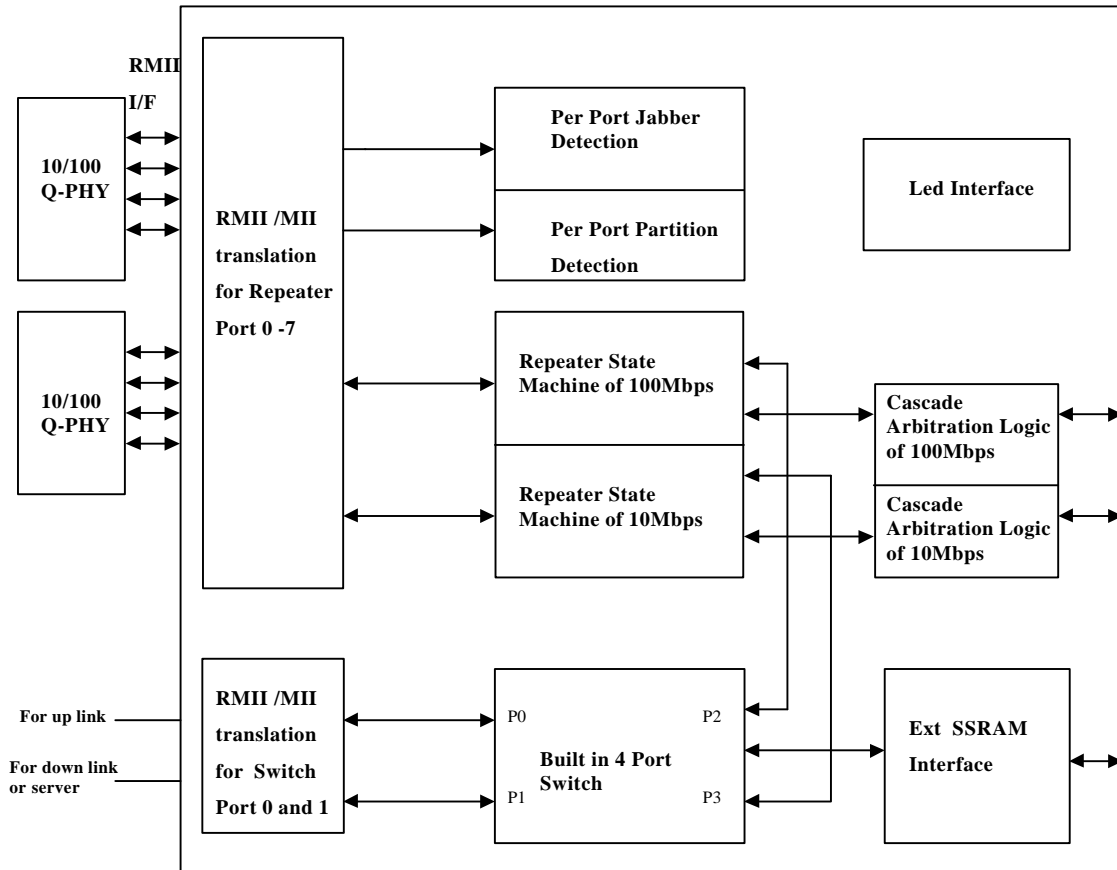 RMII
I/F
10/100
Q-PHY
10/100
Q-PHY
RMII /MII
translation
for Repeater
Port 0 -7
Per Port Jabber
Detection
Per Port Partition
Detection
Led Interface
Repeater State
Machine of 100Mbps
Repeater State
Machine of 10Mbps
Cascade
Arbitration Logic
of 100Mbps
Cascade
Arbitration Logic
of 10Mbps
For up link
For down link
or server
RMII /MII
translation
for Switch
Port 0 and 1
P0
P2
Built in 4 Port
Switch
P1
P3
Ext SSRAM
Interface